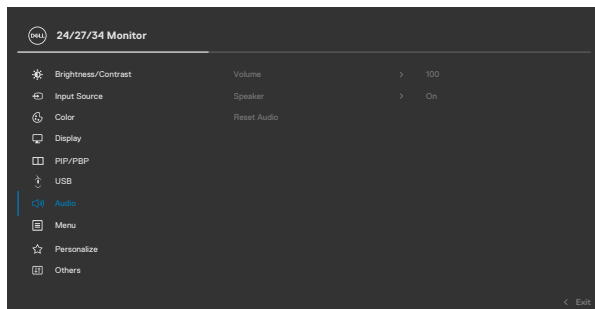 DELL 24/27/34 Monitor
Brightness/Contrast Volume > 100
Input Source Speaker > On
Color Reset Audio
Display
PIP/PBP
USB
Audio
Menu
Personalize
Others
< Exit